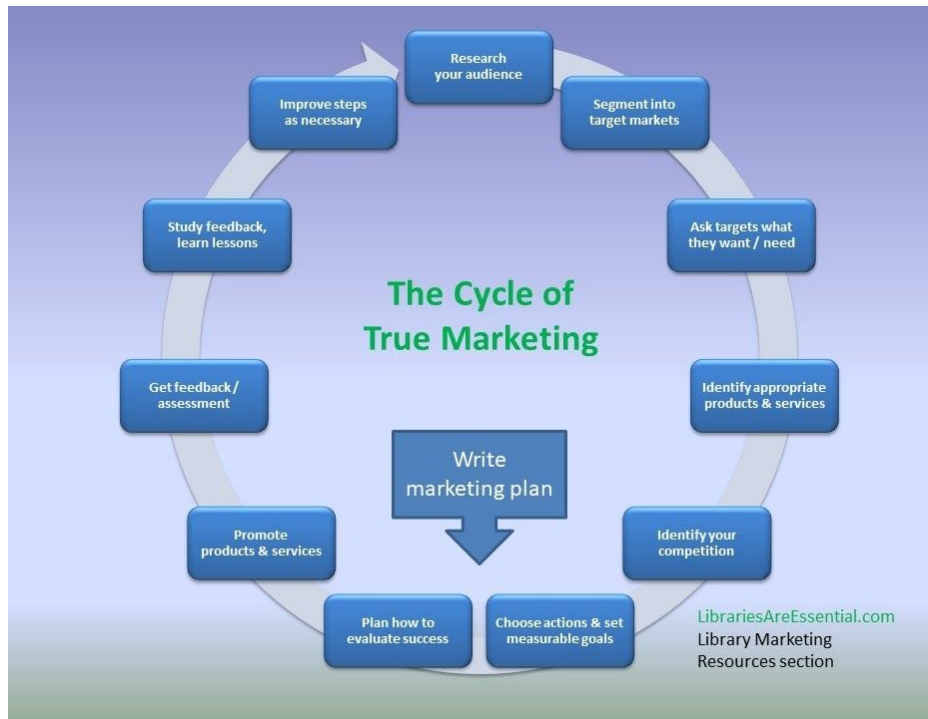 Research
your audience
Segment into
target markets
Ask targets what
they want / need
Identify appropriate
products & services
Identify your
competition
Choose actions & set
measurable goals
Plan how to
evaluate success
Promote
products & services
Get feedback /
assessment
Study feedback,
learn lessons
Improve steps
as necessary
The Cycle of
True Marketing
Write
marketing plan
LibrariesAreEssential.com
Library Marketing
Resources section